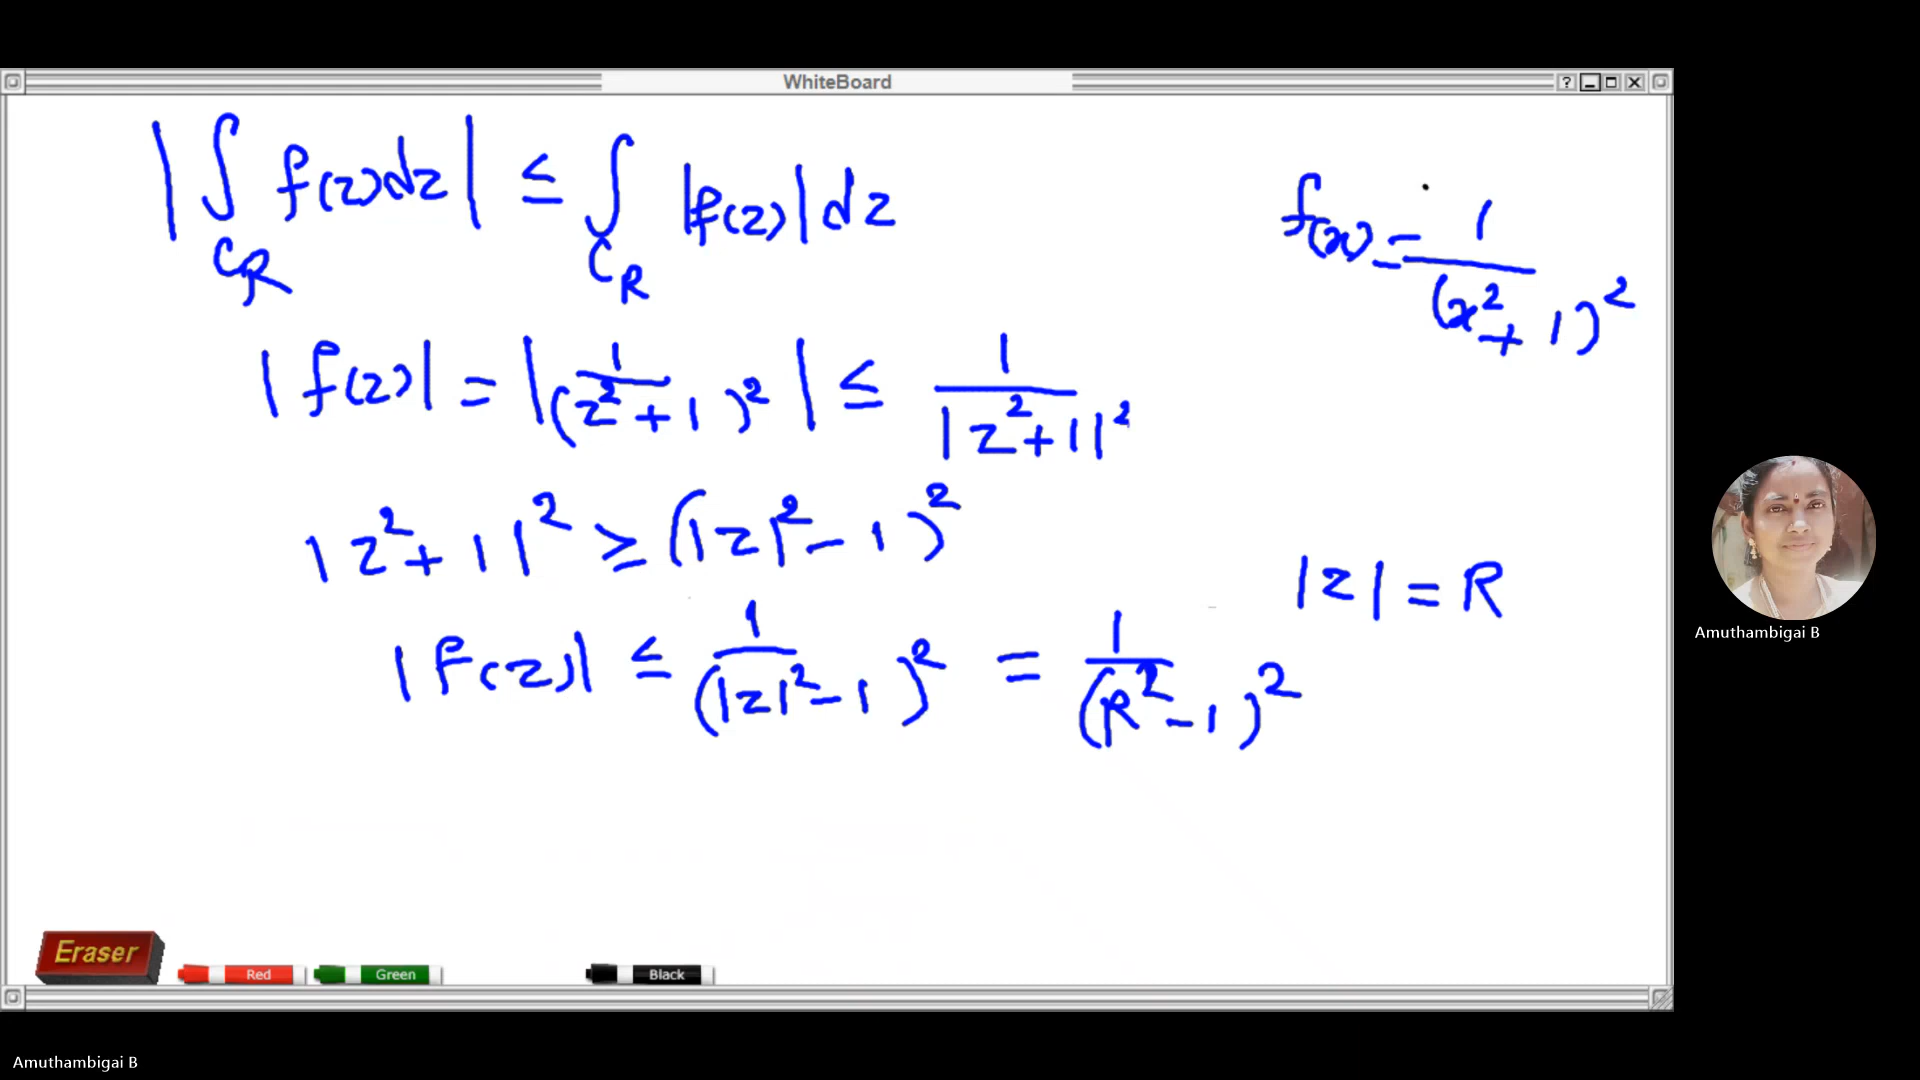 WhiteBoard
|∫_{C_R} f(z)dz| ≤ ∫_{C_R} |f(z)| dz
f(x) = 1/(x²+1)²
|f(z)| = |1/(z²+1)²| ≤ 1/|z²+1|²
|z²+1|² ≥ (|z|²-1)²
|z| = R
|f(z)| ≤ 1/(|z|²-1)² = 1/(R²-1)²
Amuthambigai B
Eraser
Red
Green
Black
Amuthambigai B